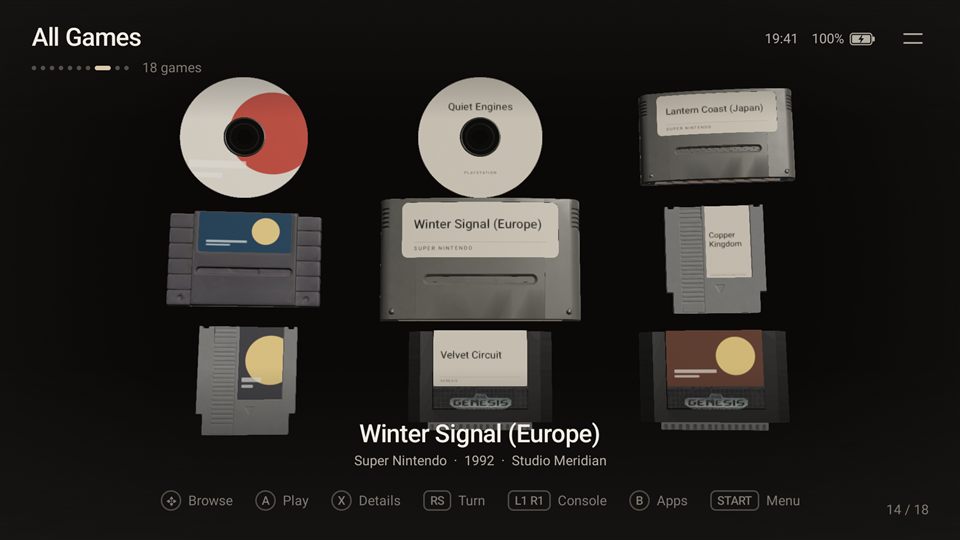 All Games
19:41 100%
18 games
Quiet Engines
PLAYSTATION
Lantern Coast (Japan)
SUPER NINTENDO
Winter Signal (Europe)
SUPER NINTENDO
Copper
Kingdom
Velvet Circuit
GENESIS
GENESIS
GENESIS
Winter Signal (Europe)
Super Nintendo · 1992 · Studio Meridian
Browse A Play X Details RS Turn L1 R1 Console B Apps START Menu
14 / 18